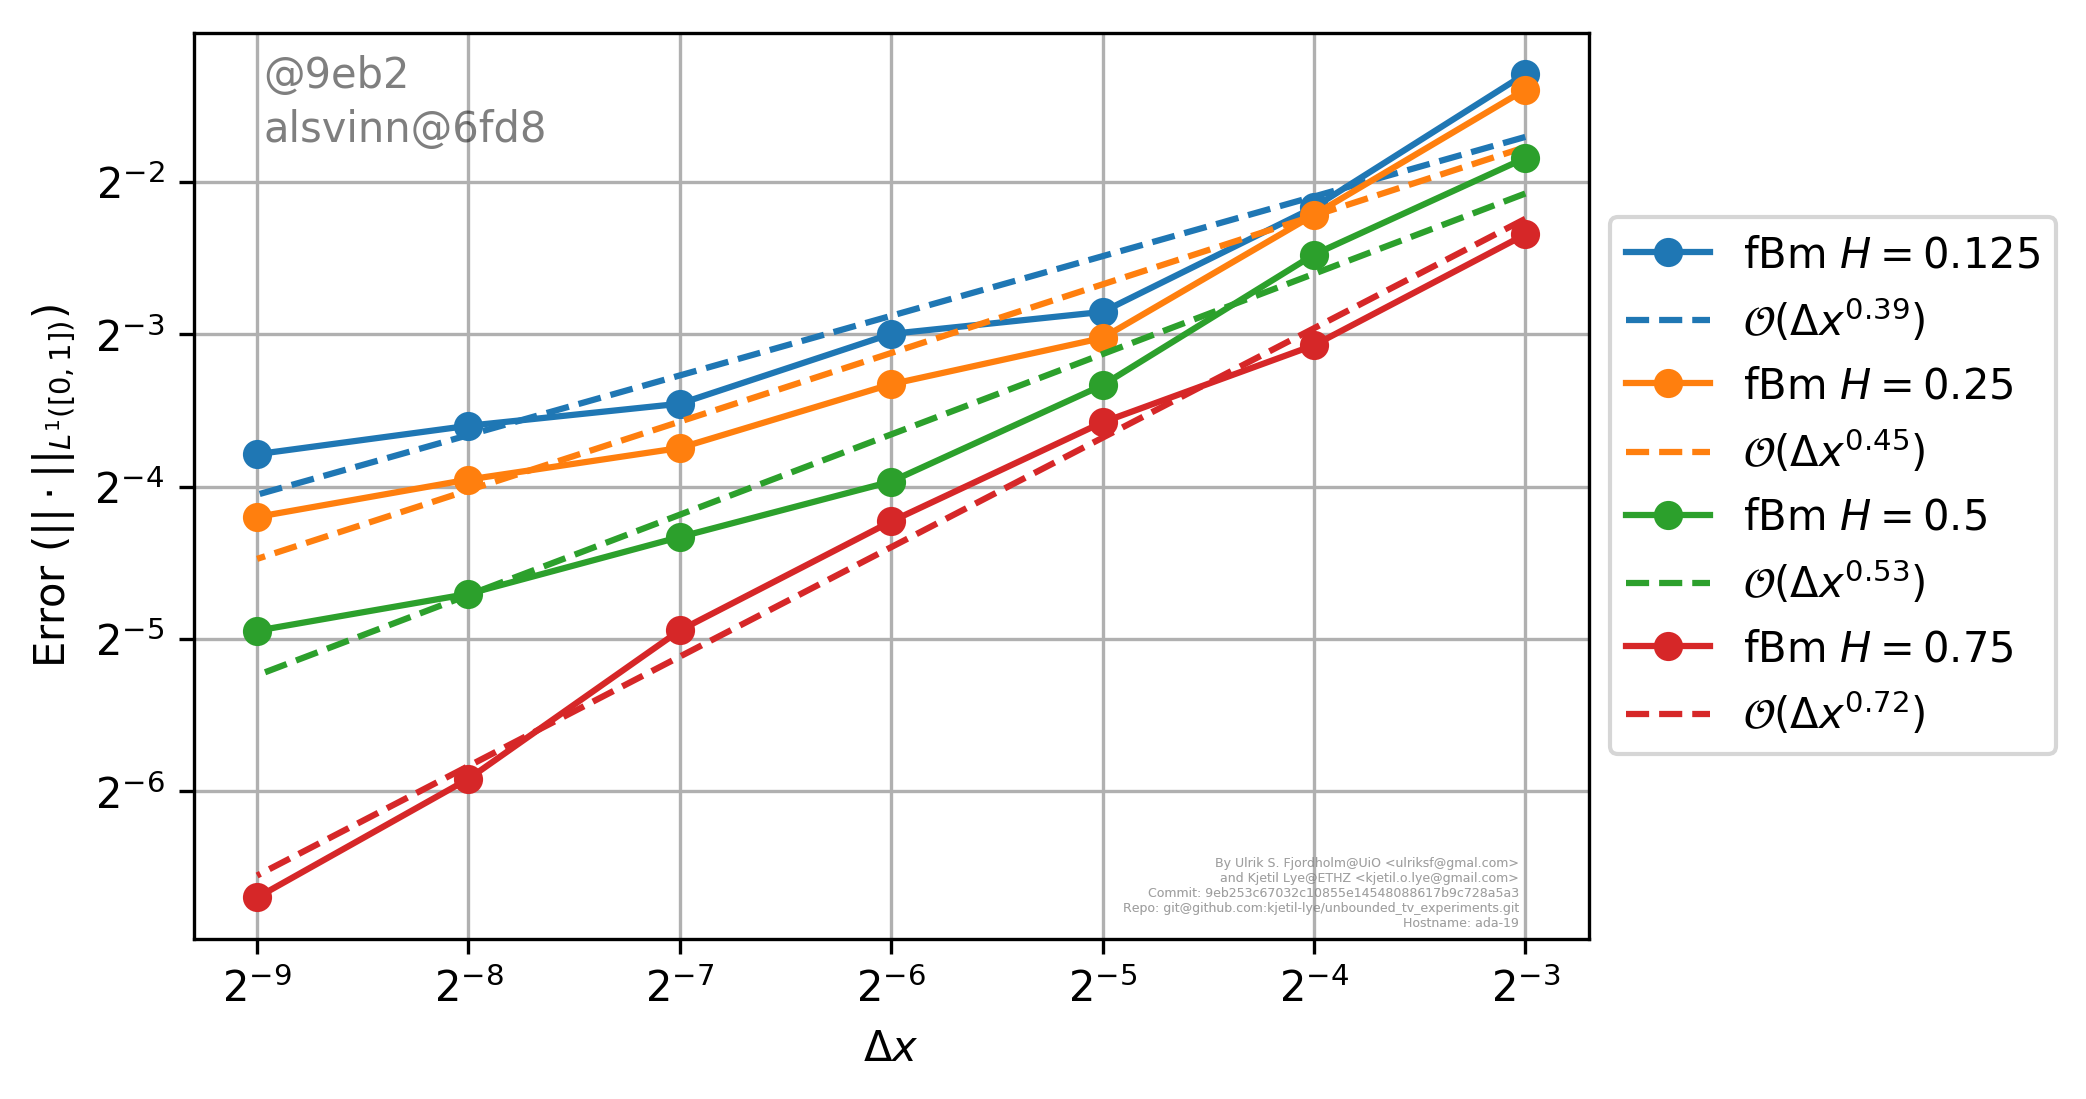 @9eb2
alsvinn@6fd8
2⁻²
2⁻³
2⁻⁴
2⁻⁵
2⁻⁶
Error (|| · ||_{L¹([0, 1])})
2⁻⁹ 2⁻⁸ 2⁻⁷ 2⁻⁶ 2⁻⁵ 2⁻⁴ 2⁻³
Δx
fBm H = 0.125
𝒪(Δx^{0.39})
fBm H = 0.25
𝒪(Δx^{0.45})
fBm H = 0.5
𝒪(Δx^{0.53})
fBm H = 0.75
𝒪(Δx^{0.72})
By Ulrik S. Fjordholm@UiO <ulriksf@gmal.com>
and Kjetil Lye@ETHZ <kjetil.o.lye@gmail.com>
Commit: 9eb253c67032c10855e14548088617b9c728a5a3
Repo: git@github.com:kjetil-lye/unbounded_tv_experiments.git
Hostname: ada-19